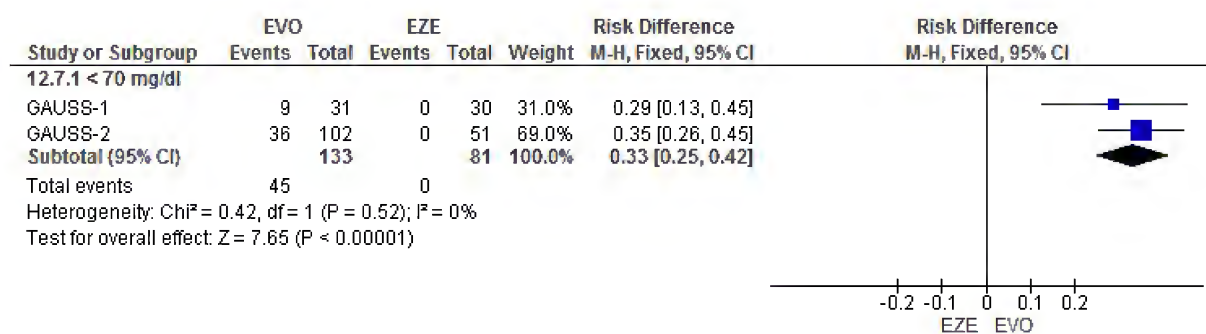 EVO EZE Risk Difference Risk Difference
Study or Subgroup Events Total Events Total Weight M-H, Fixed, 95% CI M-H, Fixed, 95% CI
12.7.1 < 70 mg/dl
GAUSS-1 9 31 0 30 31.0% 0.29 [0.13, 0.45]
GAUSS-2 36 102 0 51 69.0% 0.35 [0.26, 0.45]
Subtotal (95% CI) 133 81 100.0% 0.33 [0.25, 0.42]
Total events 45 0
Heterogeneity: Chi² = 0.42, df = 1 (P = 0.52); I² = 0%
Test for overall effect: Z = 7.65 (P < 0.00001)
-0.2 -0.1 0 0.1 0.2
EZE EVO